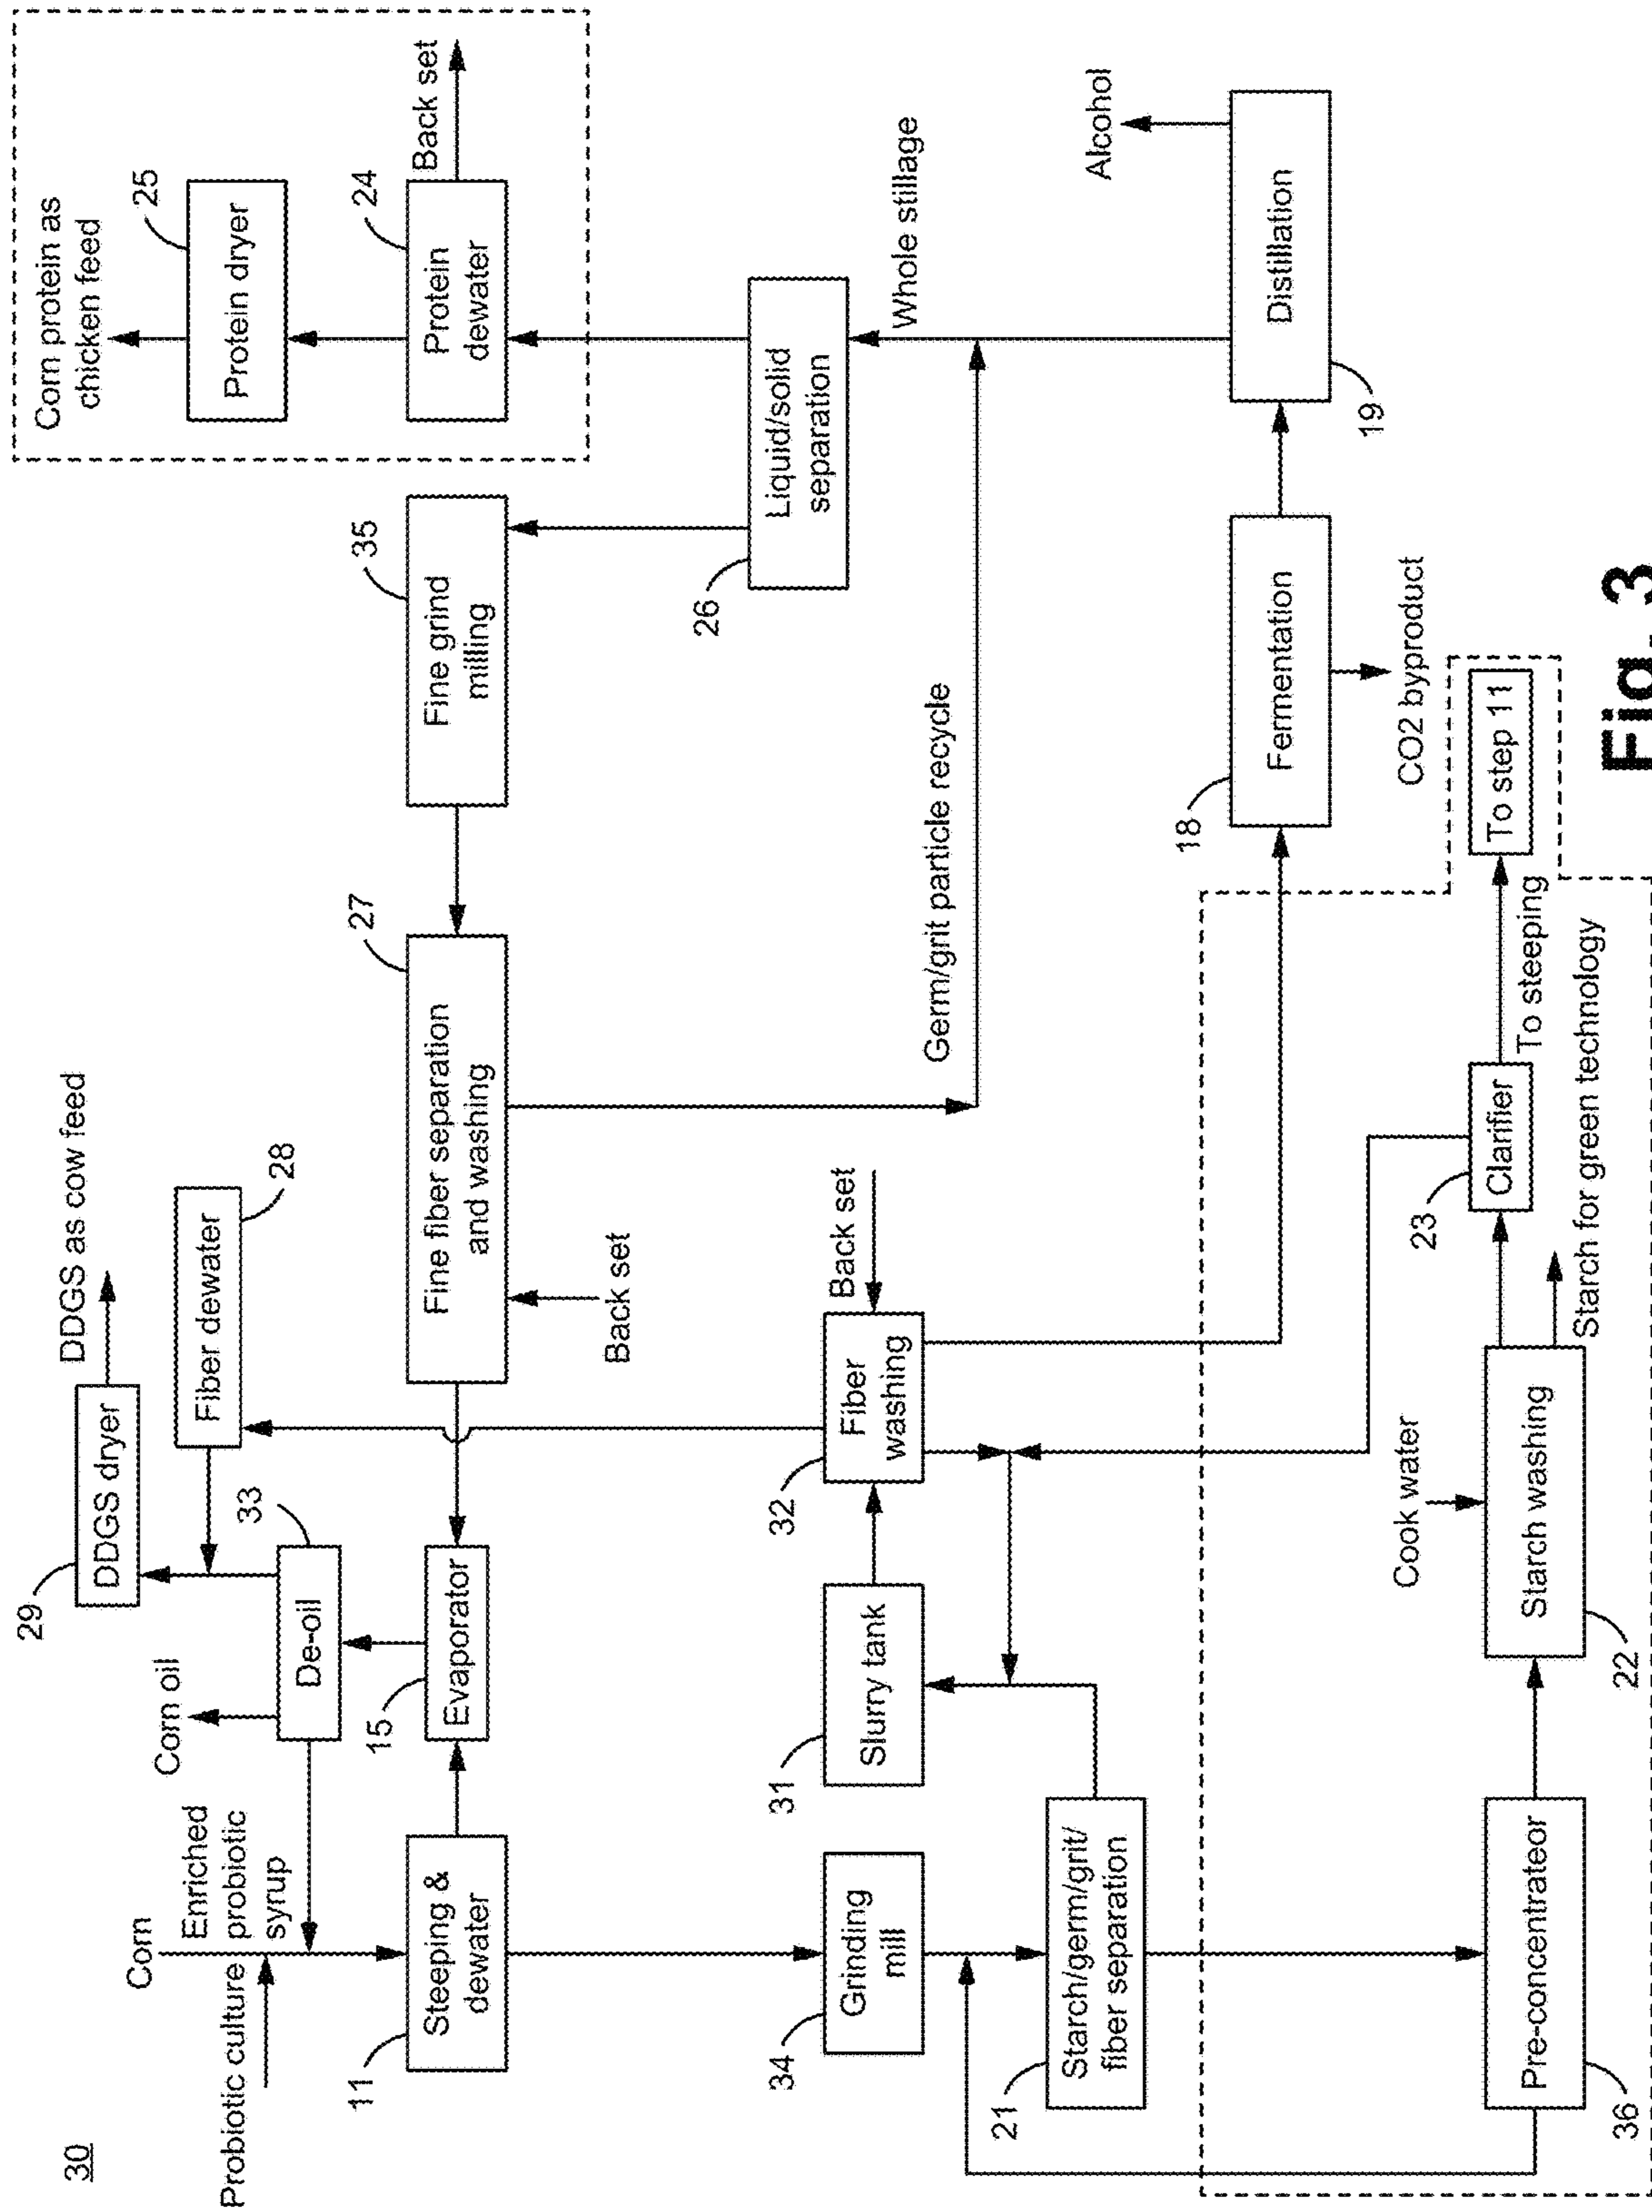 30
Corn
Probiotic culture
Enriched
probiotic
syrup
Corn oil
29
DDGS dryer
DDGS as cow feed
Fiber dewater
28
33
De-oil
15
Evaporator
11
Steeping &
dewater
Fine fiber separation
and washing
27
Back set
Fine grind
milling
35
Corn protein as
chicken feed
Protein dryer
25
Protein
dewater
24
Back set
34
Grinding
mill
31
Slurry tank
32
Fiber
washing
Back set
26
Liquid/solid
separation
Germ/grit particle recycle
Whole stillage
21
Starch/germ/grit/
fiber separation
Alcohol
18
Fermentation
CO2 byproduct
Distillation
19
Cook water
36
Pre-concentrateor
Starch washing
22
23
Clarifier
To steeping
To step 11
Starch for green technology
Fig. 3